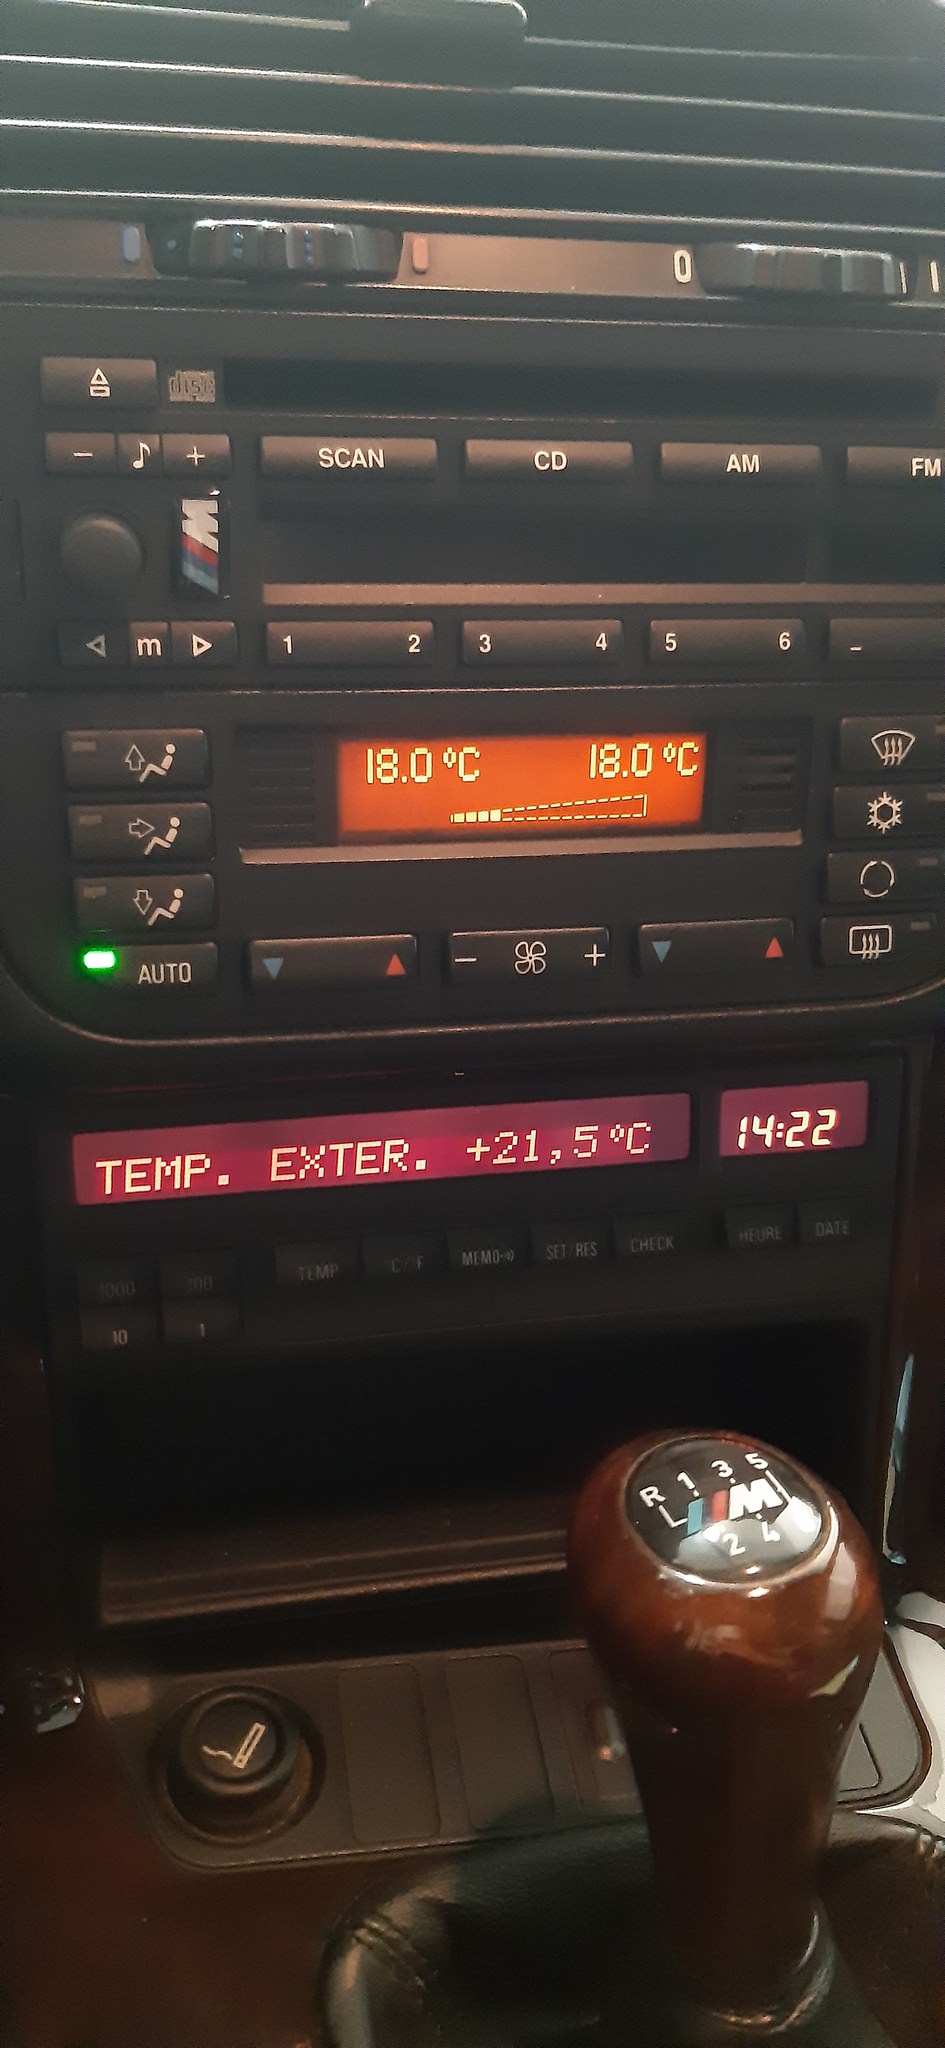 0
disc
- +
SCAN CD AM FM
M
m 1 2 3 4 5 6 -
18.0 °C 18.0 °C
AUTO - +
TEMP. EXTER. +21,5°C 14:22
1000 100 TEMP °C/°F MEMO SET/RES CHECK HEURE DATE
10 1
R 1 3 5
M
2 4